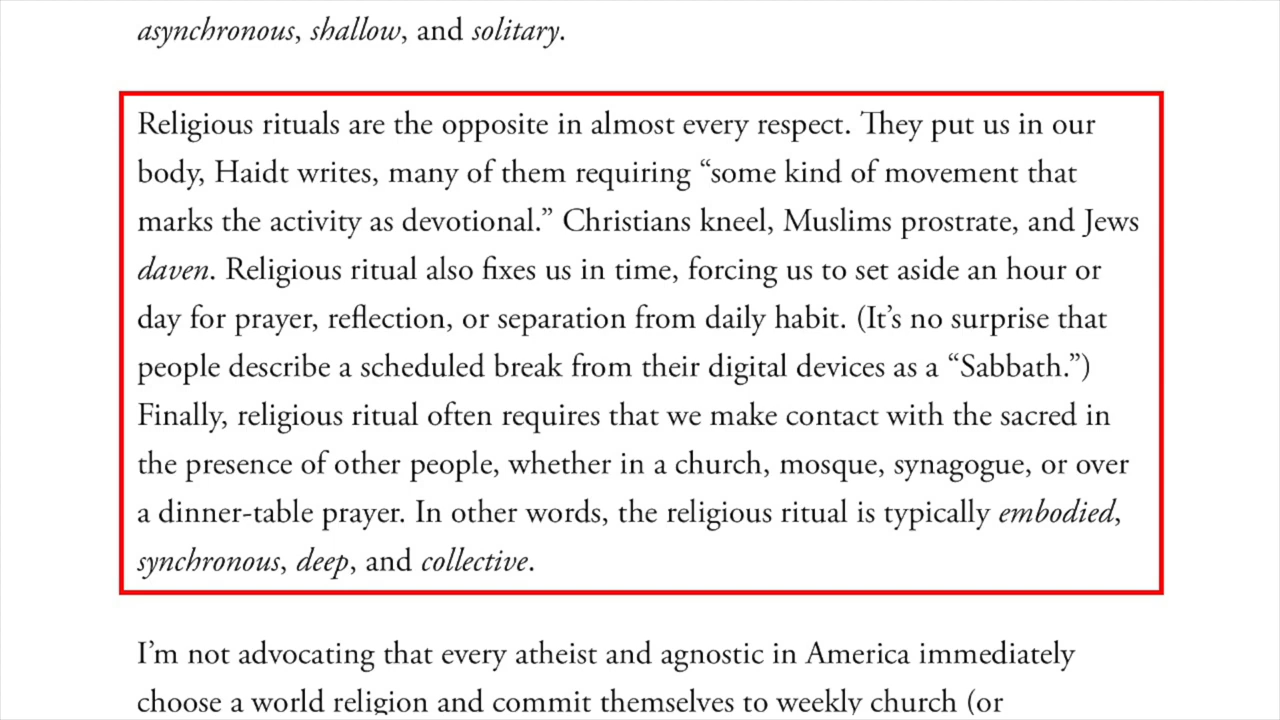 asynchronous, shallow, and solitary.
Religious rituals are the opposite in almost every respect. They put us in our
body, Haidt writes, many of them requiring “some kind of movement that
marks the activity as devotional.” Christians kneel, Muslims prostrate, and Jews
daven. Religious ritual also fixes us in time, forcing us to set aside an hour or
day for prayer, reflection, or separation from daily habit. (It’s no surprise that
people describe a scheduled break from their digital devices as a “Sabbath.”)
Finally, religious ritual often requires that we make contact with the sacred in
the presence of other people, whether in a church, mosque, synagogue, or over
a dinner-table prayer. In other words, the religious ritual is typically embodied,
synchronous, deep, and collective.
I’m not advocating that every atheist and agnostic in America immediately
choose a world religion and commit themselves to weekly church (or